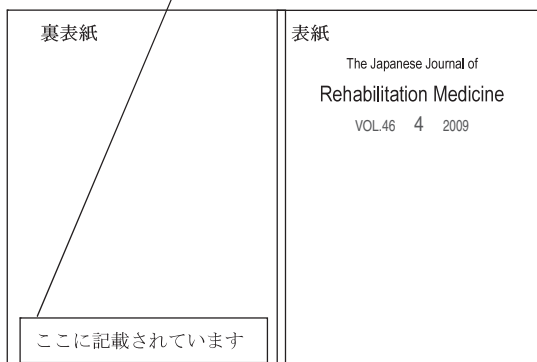 裏表紙
ここに記載されています
表紙
The Japanese Journal of
Rehabilitation Medicine
VOL.46 4 2009